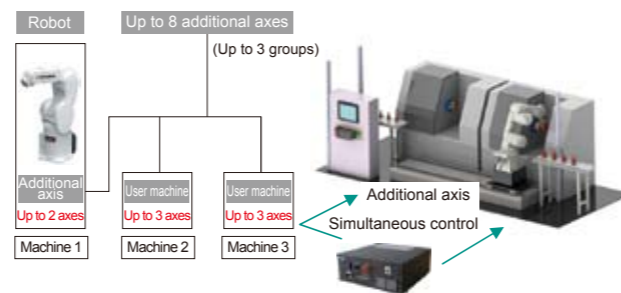 Robot
Up to 8 additional axes
(Up to 3 groups)
Additional
axis
Up to 2 axes
User machine
Up to 3 axes
User machine
Up to 3 axes
Machine 1
Machine 2
Machine 3
Additional axis
Simultaneous control